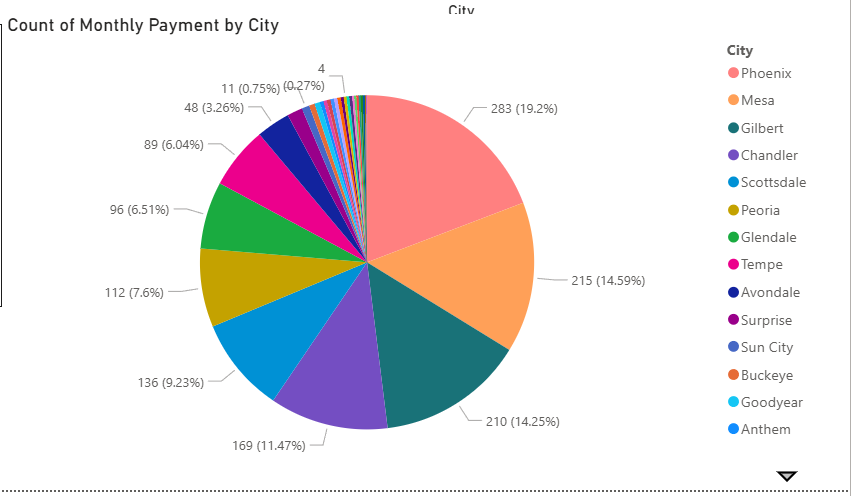 City
Count of Monthly Payment by City
4
(0.27%)
11 (0.75%)
48 (3.26%)
89 (6.04%)
96 (6.51%)
112 (7.6%)
136 (9.23%)
169 (11.47%)
210 (14.25%)
215 (14.59%)
283 (19.2%)
City
Phoenix
Mesa
Gilbert
Chandler
Scottsdale
Peoria
Glendale
Tempe
Avondale
Surprise
Sun City
Buckeye
Goodyear
Anthem